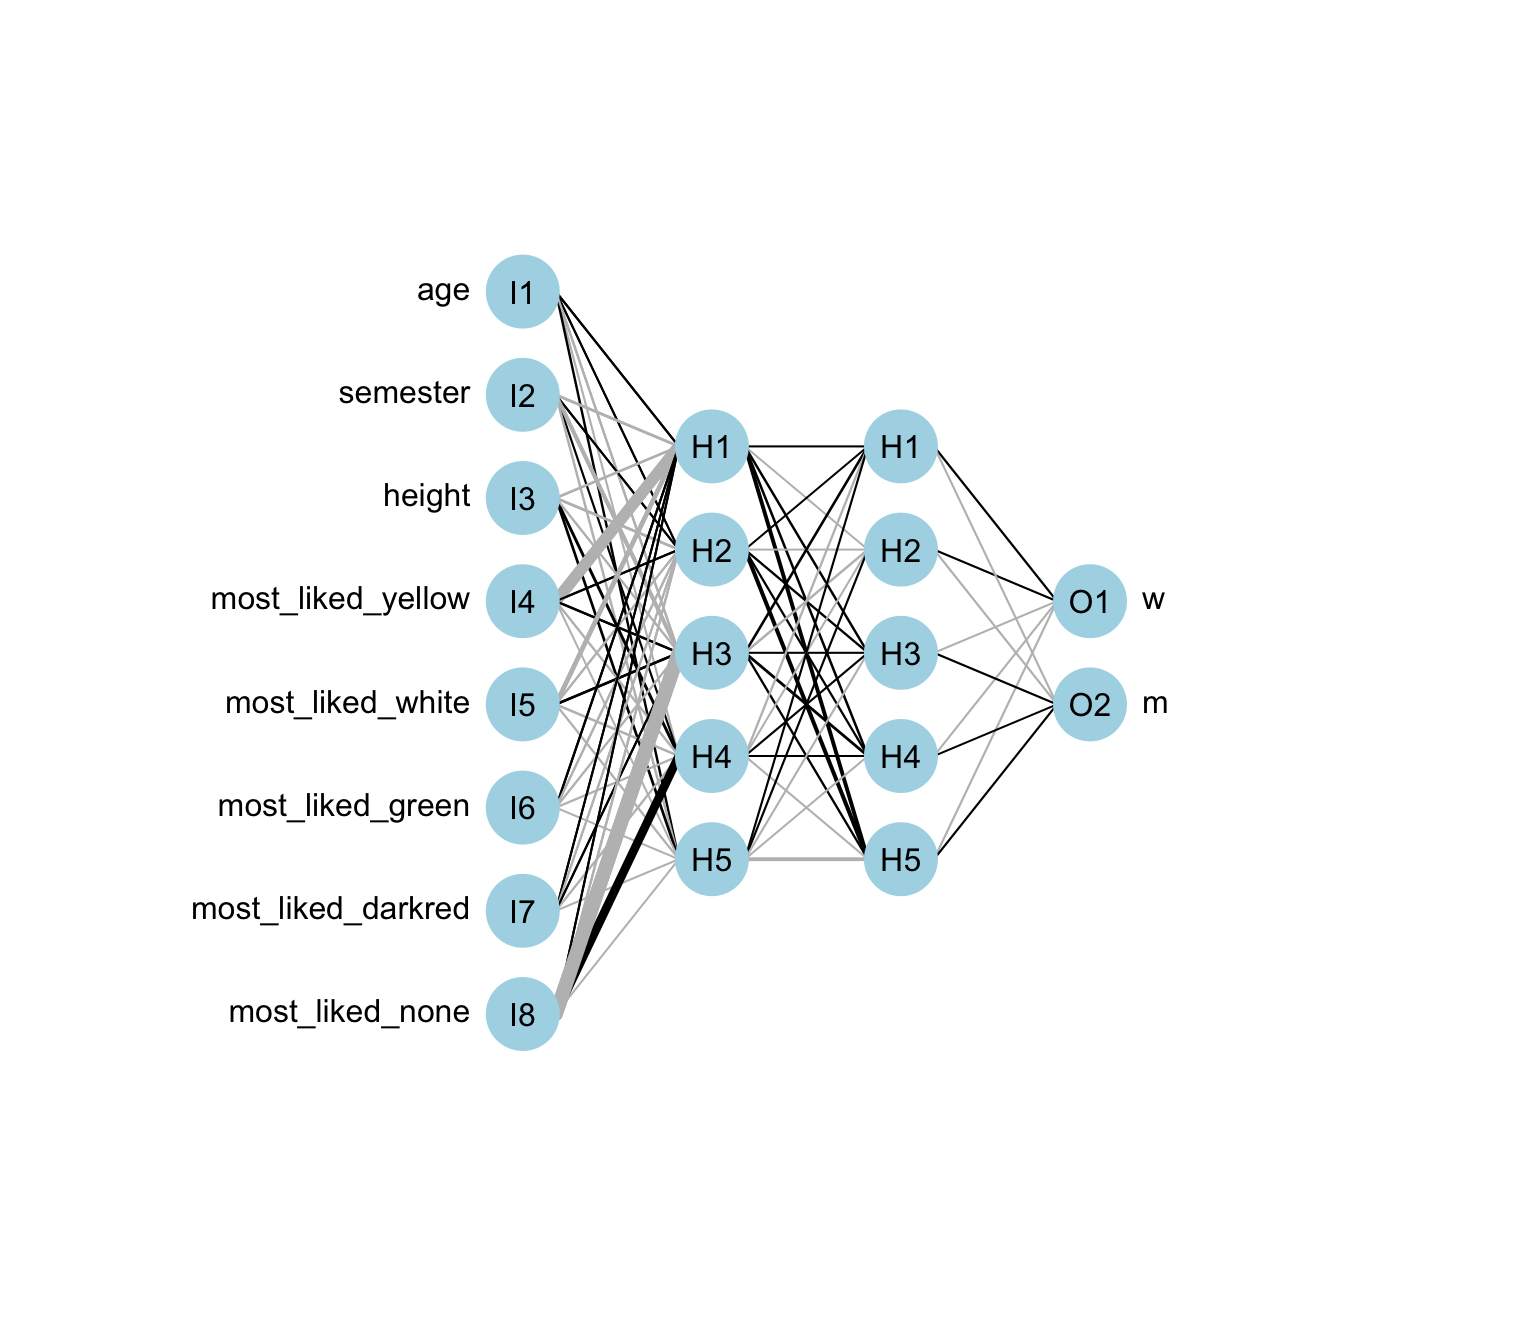 age I1
semester I2
height I3
most_liked_yellow I4
most_liked_white I5
most_liked_green I6
most_liked_darkred I7
most_liked_none I8
H1
H2
H3
H4
H5
H1
H2
H3
H4
H5
O1 w
O2 m